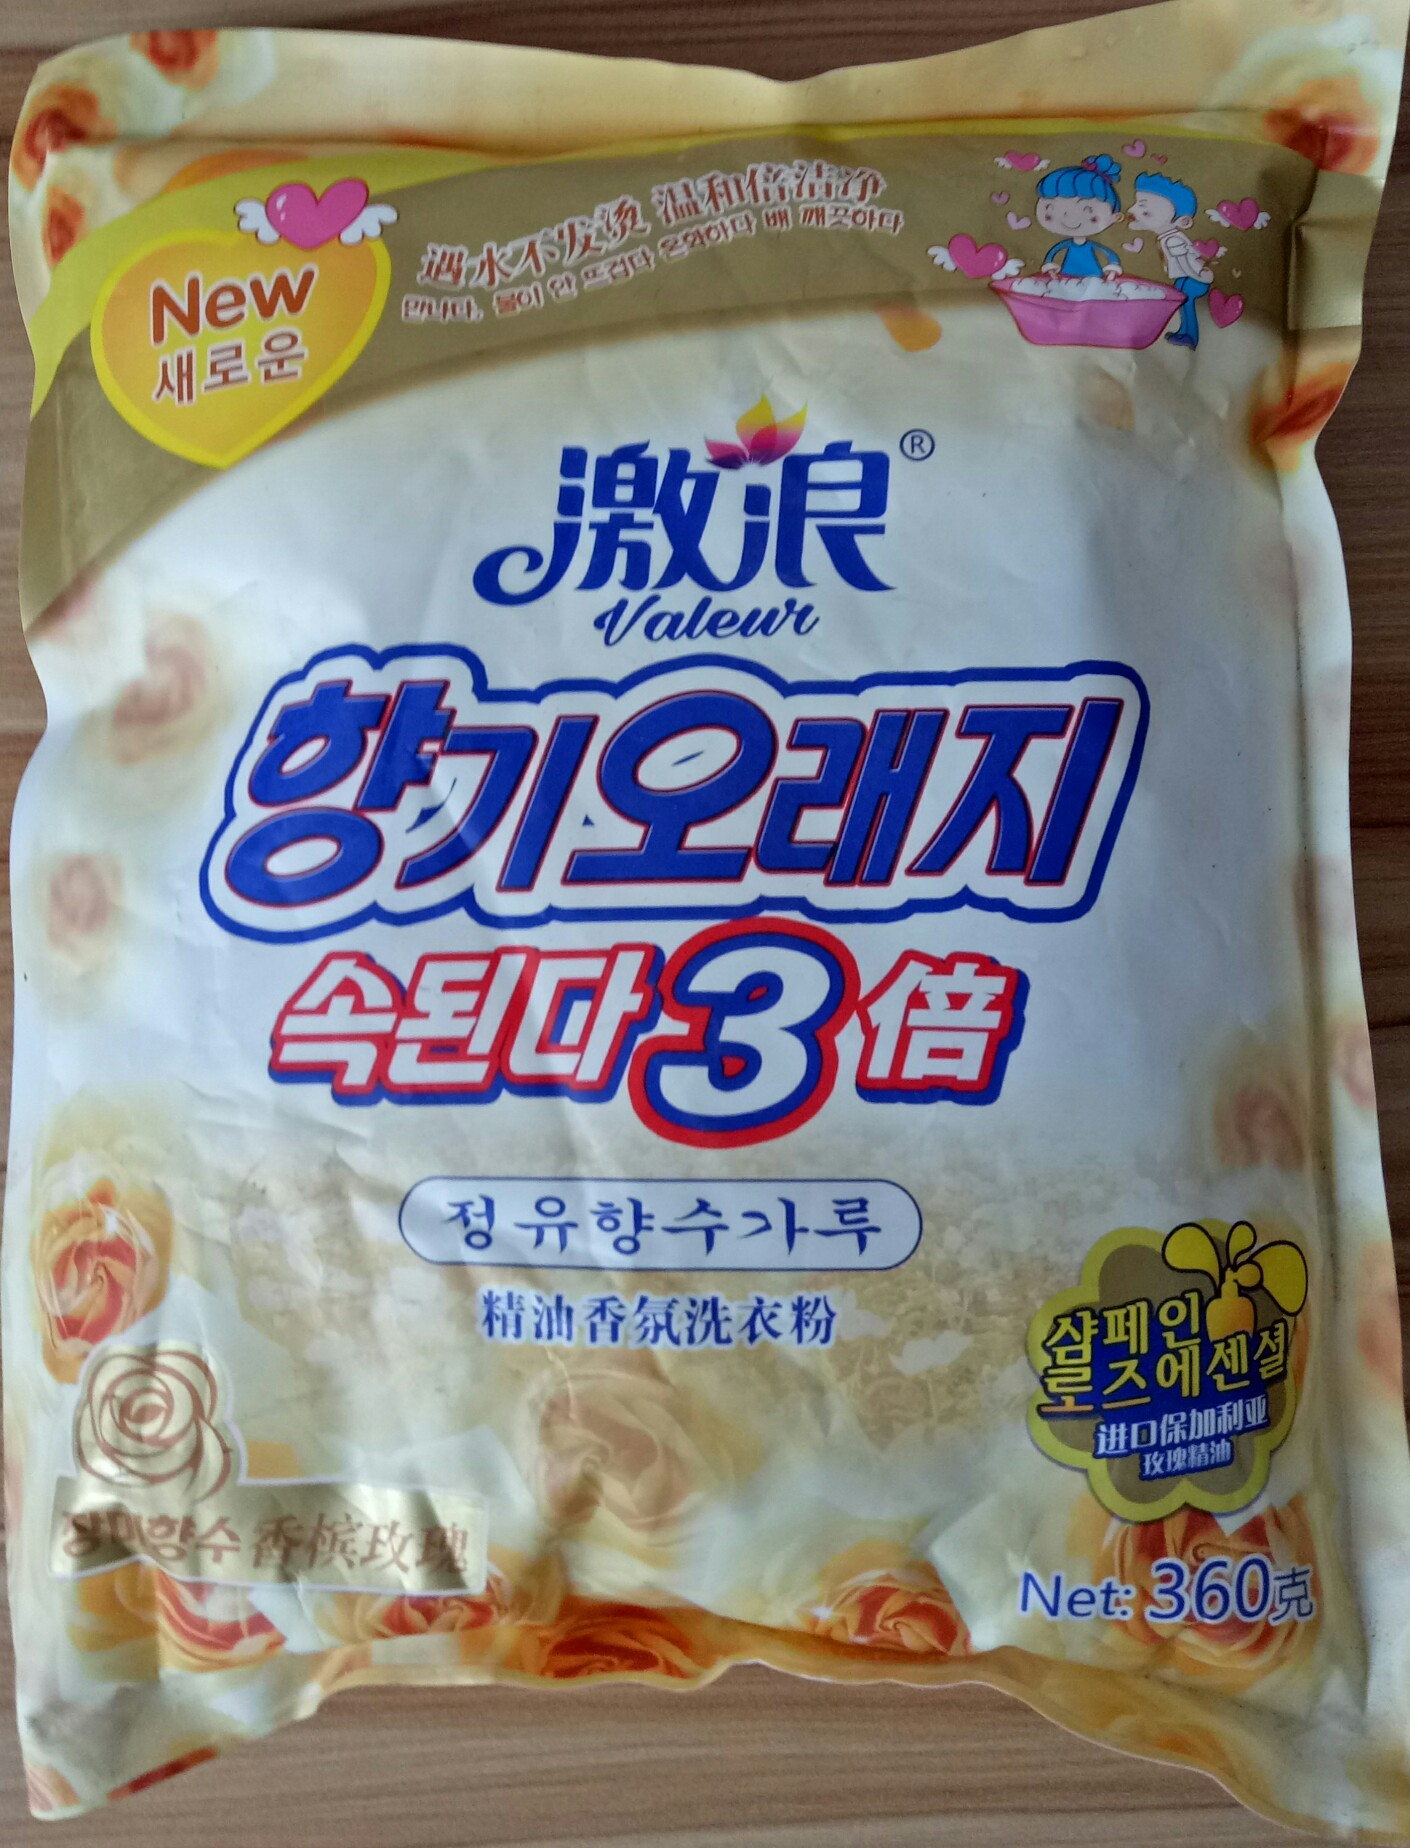 New
새로운
遇水不发烫 温和倍洁净
만나다, 물이 안 뜨겁다 온화하다 배 깨끗하다
激浪®
Valeur
향기오래지
속된다3倍
정유향수가루
精油香氛洗衣粉
샴페인
로즈에센셜
进口保加利亚
玫瑰精油
장미향수 香槟玫瑰
Net: 360克